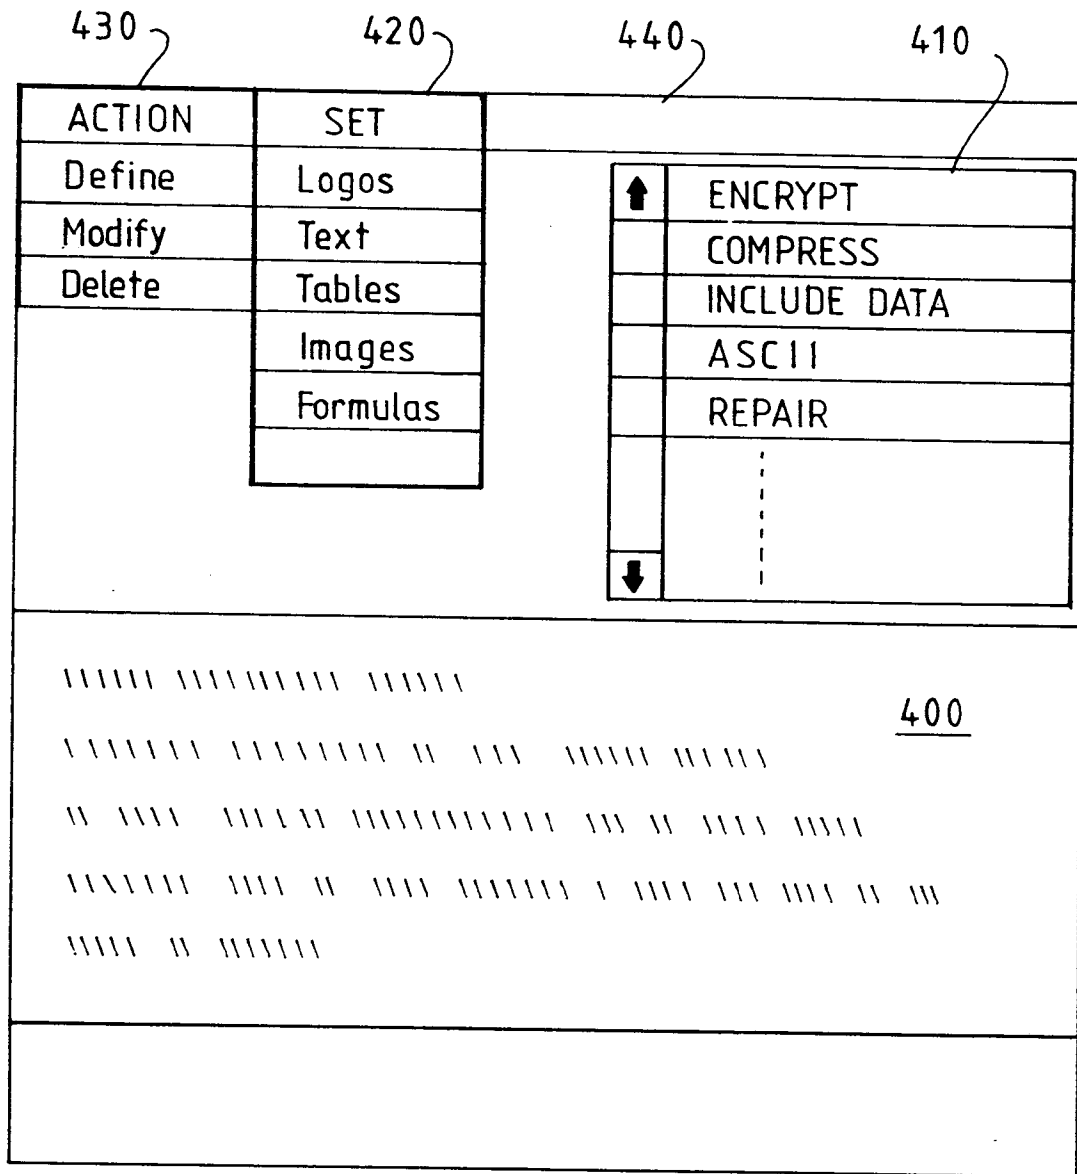 430 420 440 410
ACTION SET
Define Logos ENCRYPT
Modify Text COMPRESS
Delete Tables INCLUDE DATA
Images ASCII
Formulas REPAIR
400